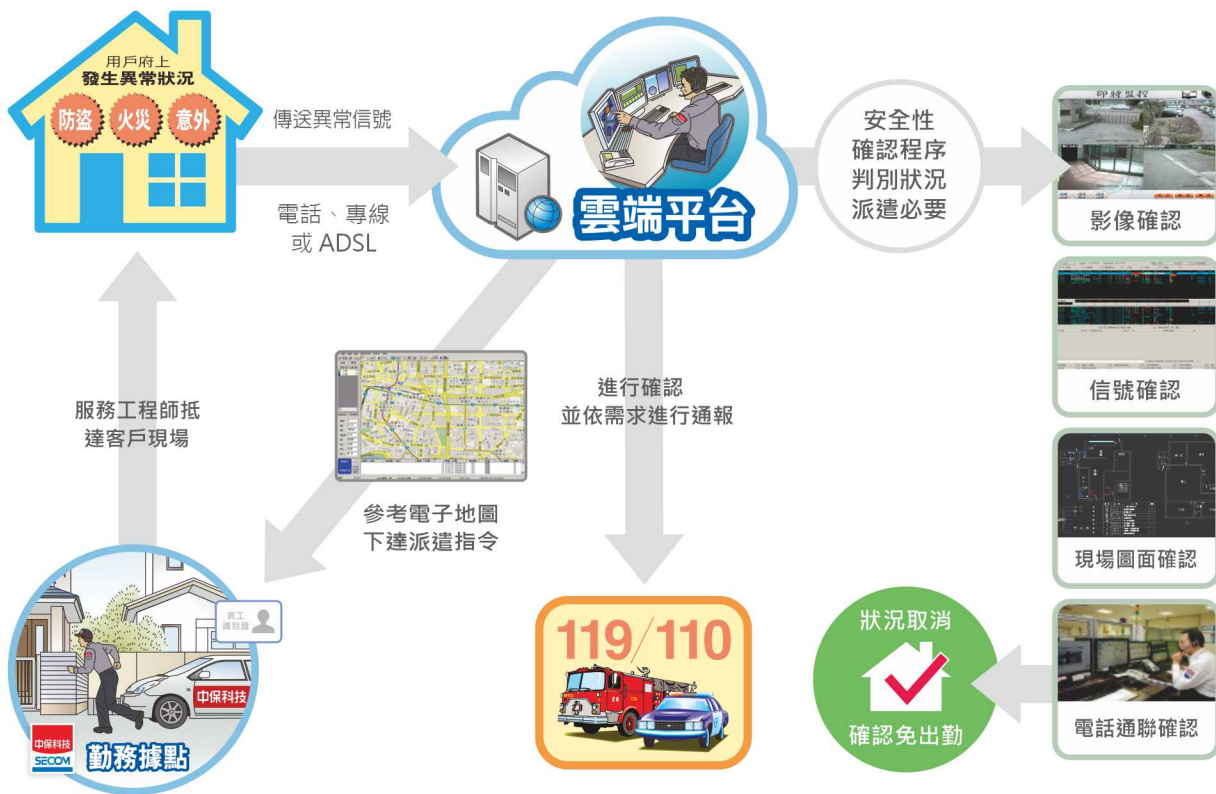 用戶府上
發生異常狀況
防盜
火災
意外
傳送異常信號
電話、專線
或 ADSL
雲端平台
安全性
確認程序
判別狀況
派遣必要
即時監控
影像確認
信號確認
現場圖面確認
電話通聯確認
狀況取消
確認免出勤
進行確認
並依需求進行通報
119/110
參考電子地圖
下達派遣指令
服務工程師抵
達客戶現場
員工
識別證
中保科技
中保科技
SECOM
勤務據點